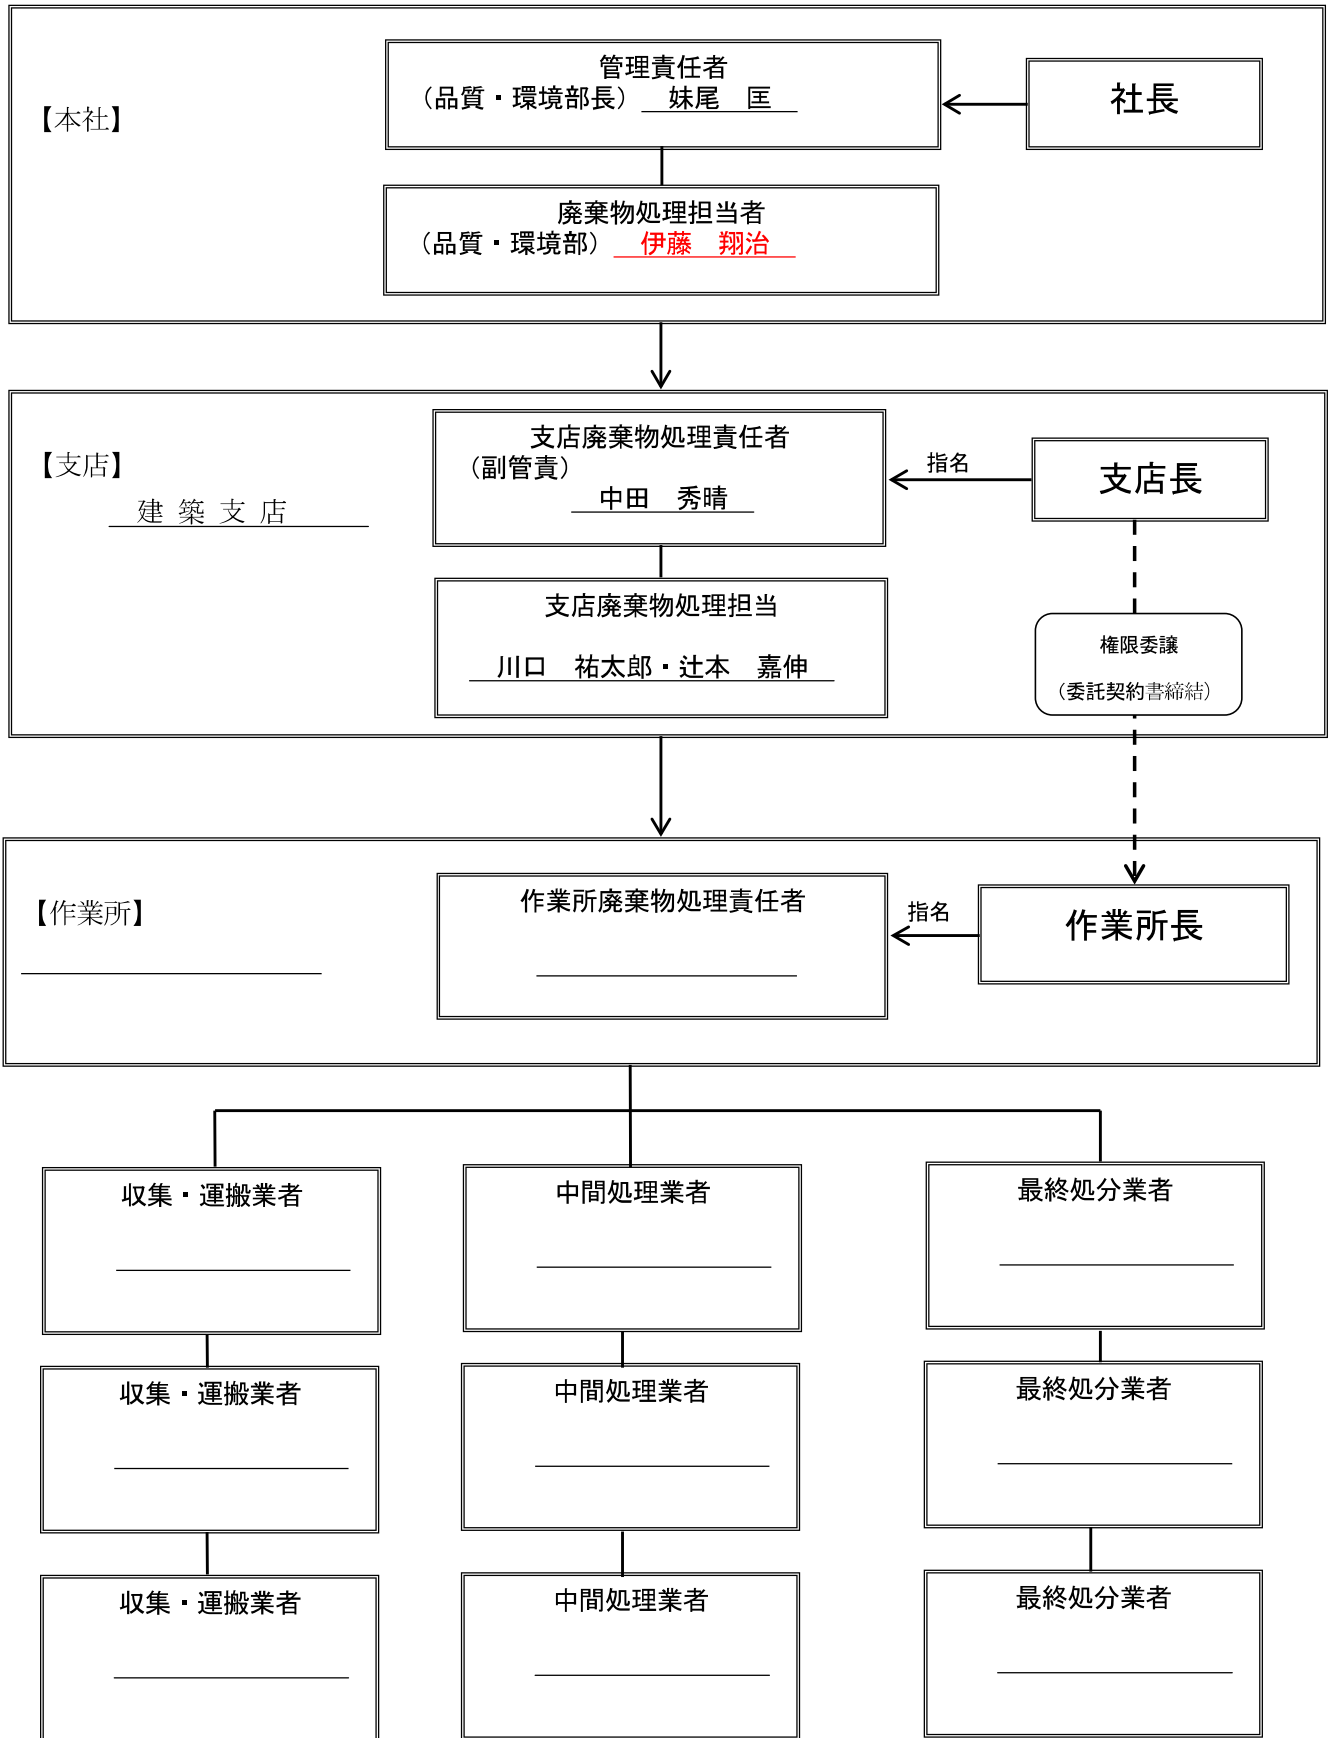 【本社】
管理責任者
（品質・環境部長）　妹尾　匡
社長
廃棄物処理担当者
（品質・環境部）　伊藤　翔治
【支店】
建 築 支 店
支店廃棄物処理責任者
（副管責）
中田　秀晴
指名
支店長
支店廃棄物処理担当
川口　祐太郎・辻本　嘉伸
権限委譲
（委託契約書締結）
【作業所】
作業所廃棄物処理責任者
指名
作業所長
収集・運搬業者
中間処理業者
最終処分業者
収集・運搬業者
中間処理業者
最終処分業者
収集・運搬業者
中間処理業者
最終処分業者